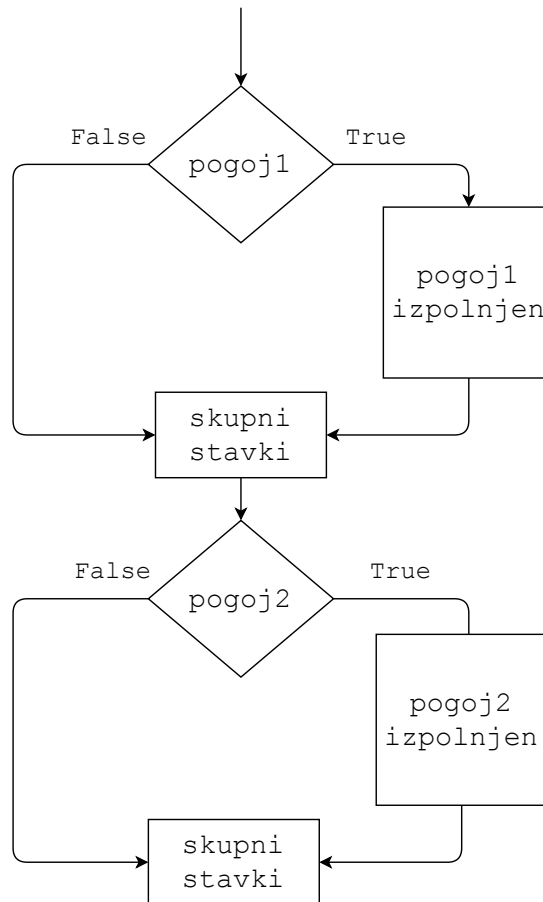 False
True
pogoj1
pogoj1
izpolnjen
skupni
stavki
False
True
pogoj2
pogoj2
izpolnjen
skupni
stavki